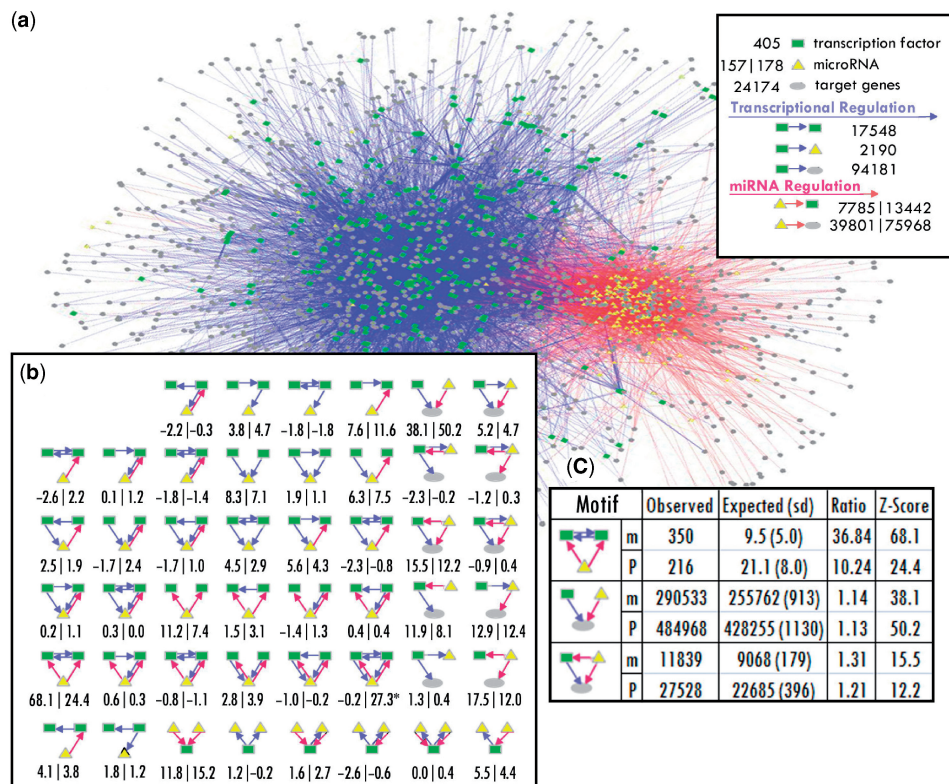 (a)
405 transcription factor
157|178 microRNA
24174 target genes
Transcriptional Regulation
17548
2190
94181
miRNA Regulation
7785|13442
39801|75968
(b)
−2.2|−0.3 3.8|4.7 −1.8|−1.8 7.6|11.6 38.1|50.2 5.2|4.7
−2.6|2.2 0.1|1.2 −1.8|−1.4 8.3|7.1 1.9|1.1 6.3|7.5 −2.3|−0.2 −1.2|0.3
2.5|1.9 −1.7|2.4 −1.7|1.0 4.5|2.9 5.6|4.3 −2.3|−0.8 15.5|12.2 −0.9|0.4
0.2|1.1 0.3|0.0 11.2|7.4 1.5|3.1 −1.4|1.3 0.4|0.4 11.9|8.1 12.9|12.4
68.1|24.4 0.6|0.3 −0.8|−1.1 2.8|3.9 −1.0|−0.2 −0.2|27.3* 1.3|0.4 17.5|12.0
4.1|3.8 1.8|1.2 11.8|15.2 1.2|−0.2 1.6|2.7 −2.6|−0.6 0.0|0.4 5.5|4.4
(C)
Motif Observed Expected (sd) Ratio Z-Score
m 350 9.5 (5.0) 36.84 68.1
P 216 21.1 (8.0) 10.24 24.4
m 290533 255762 (913) 1.14 38.1
P 484968 428255 (1130) 1.13 50.2
m 11839 9068 (179) 1.31 15.5
P 27528 22685 (396) 1.21 12.2